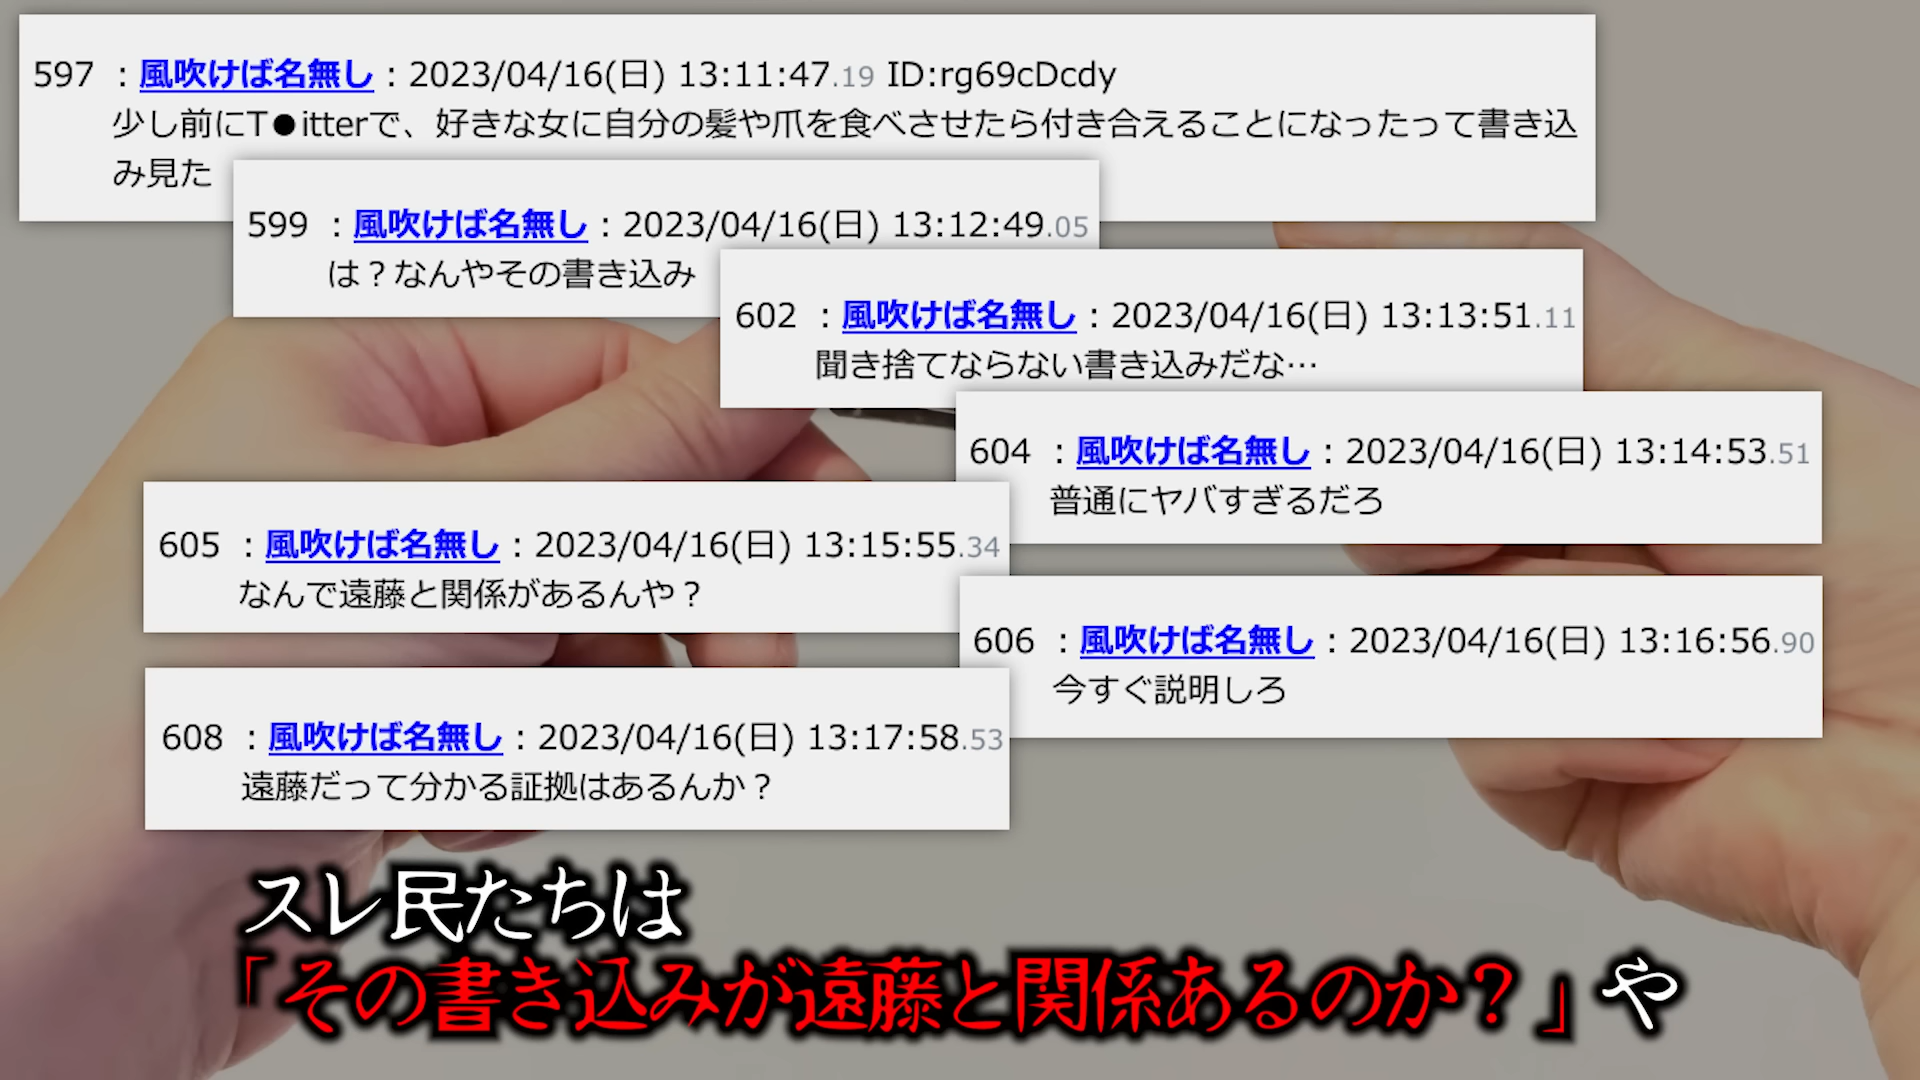 597 ：風吹けば名無し：2023/04/16(日) 13:11:47.19 ID:rg69cDcdy
少し前にT●itterで、好きな女に自分の髪や爪を食べさせたら付き合えることになったって書き込
み見た
599 ：風吹けば名無し：2023/04/16(日) 13:12:49.05
は？なんやその書き込み
602 ：風吹けば名無し：2023/04/16(日) 13:13:51.11
聞き捨てならない書き込みだな…
604 ：風吹けば名無し：2023/04/16(日) 13:14:53.51
普通にヤバすぎるだろ
605 ：風吹けば名無し：2023/04/16(日) 13:15:55.34
なんで遠藤と関係があるんや？
606 ：風吹けば名無し：2023/04/16(日) 13:16:56.90
今すぐ説明しろ
608 ：風吹けば名無し：2023/04/16(日) 13:17:58.53
遠藤だって分かる証拠はあるんか？
スレ民たちは
「その書き込みが遠藤と関係あるのか？」や